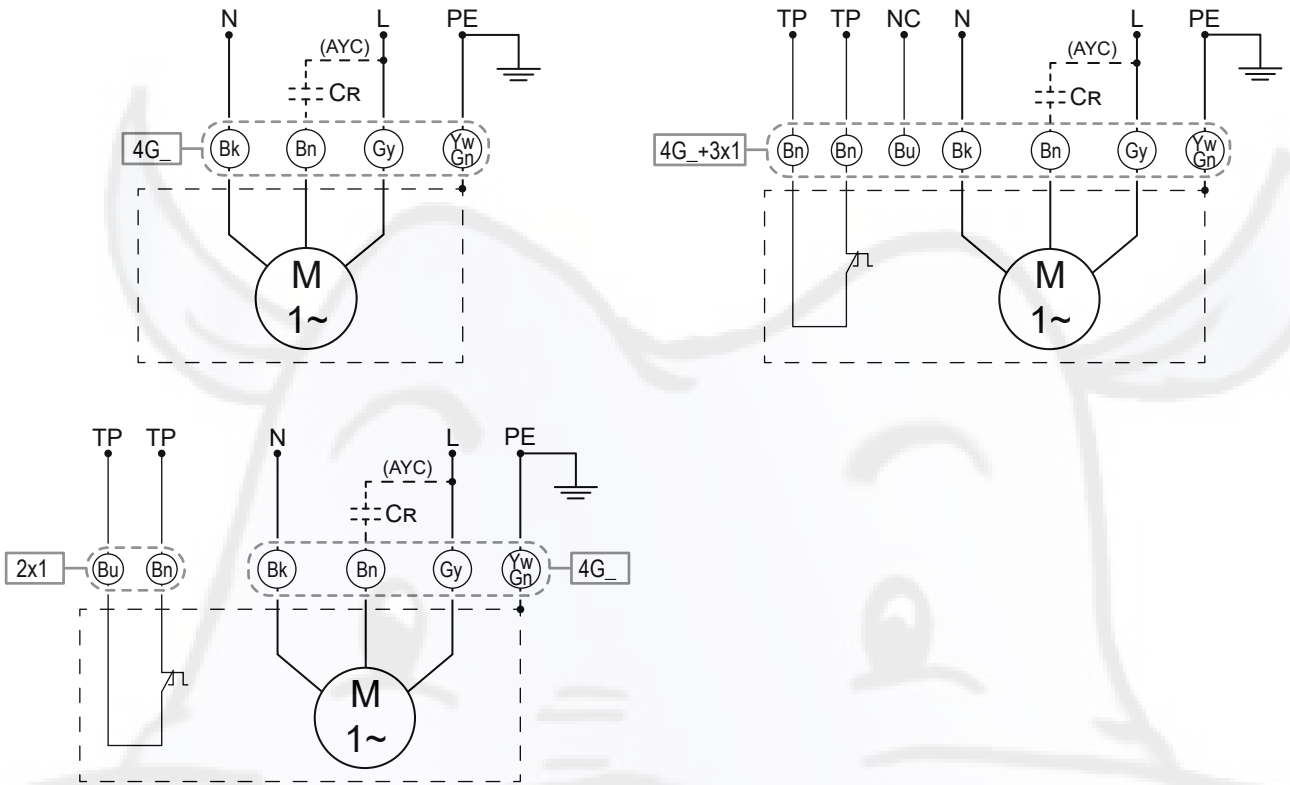 N L PE
(AYC)
CR
4G_ Bk Bn Gy Yw Gn
M
1~
TP TP NC N L PE
(AYC)
CR
4G_+3x1 Bn Bn Bu Bk Bn Gy Yw Gn
M
1~
TP TP N L PE
(AYC)
CR
2x1 Bu Bn Bk Bn Gy Yw Gn 4G_
M
1~